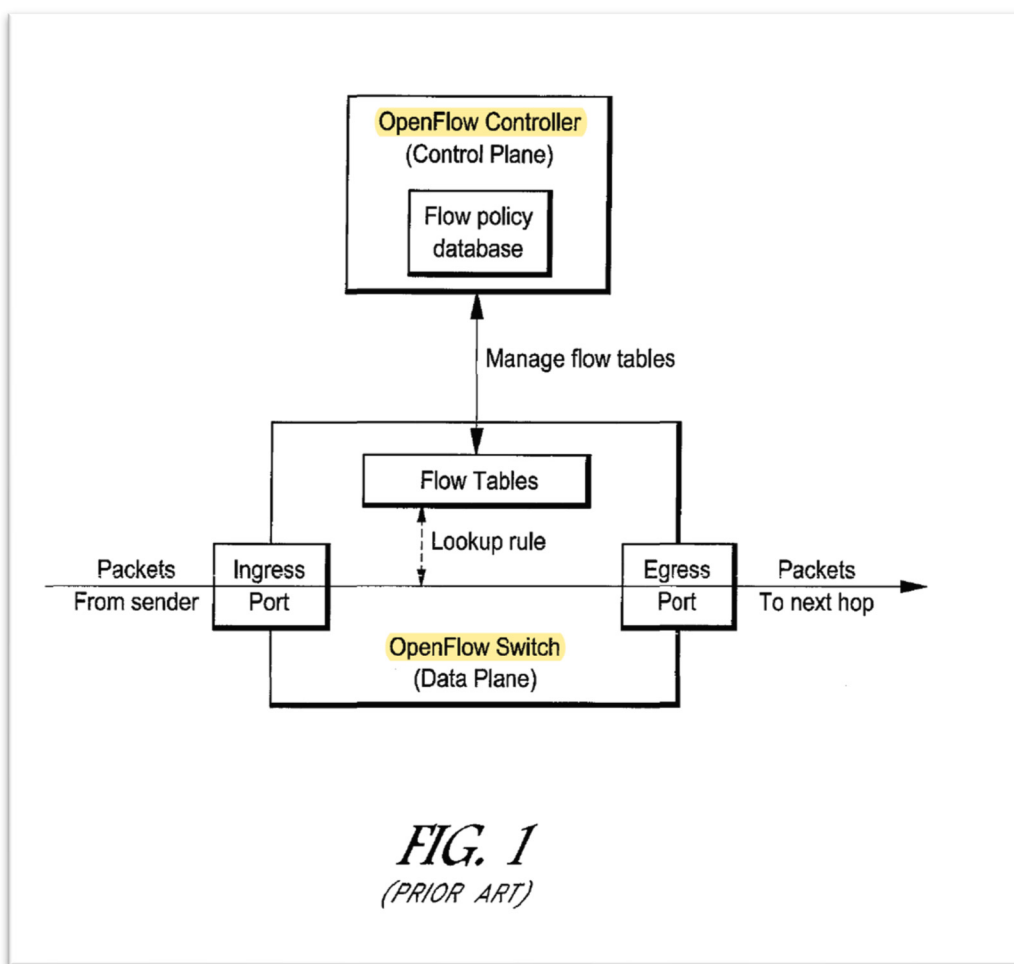 OpenFlow Controller
(Control Plane)
Flow policy
database
Manage flow tables
Flow Tables
Lookup rule
Packets
From sender
Ingress
Port
Egress
Port
Packets
To next hop
OpenFlow Switch
(Data Plane)
FIG. 1
(PRIOR ART)